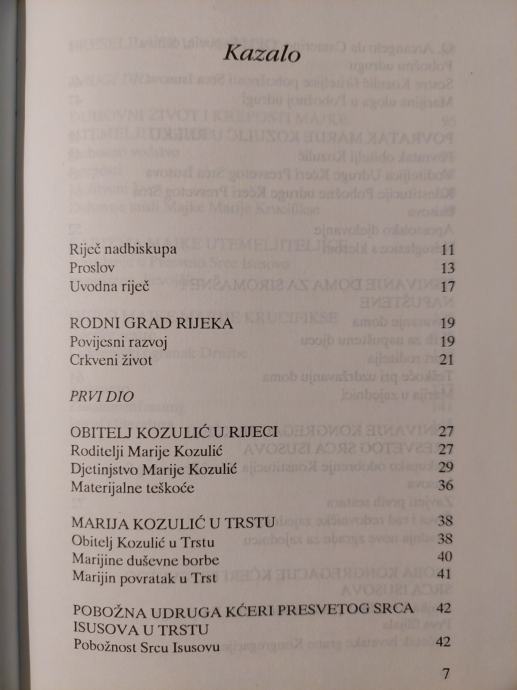 Kazalo
Riječ nadbiskupa 11
Proslov 13
Uvodna riječ 17
RODNI GRAD RIJEKA 19
Povijesni razvoj 19
Crkveni život 21
PRVI DIO
OBITELJ KOZULIĆ U RIJECI 27
Roditelji Marije Kozulić 27
Djetinjstvo Marije Kozulić 29
Materijalne teškoće 36
MARIJA KOZULIĆ U TRSTU 38
Obitelj Kozulić u Trstu 38
Marijine duševne borbe 40
Marijin povratak u Trst 41
POBOŽNA UDRUGA KĆERI PRESVETOG SRCA 42
ISUSOVA U TRSTU
Pobožnost Srcu Isusovu 42
7